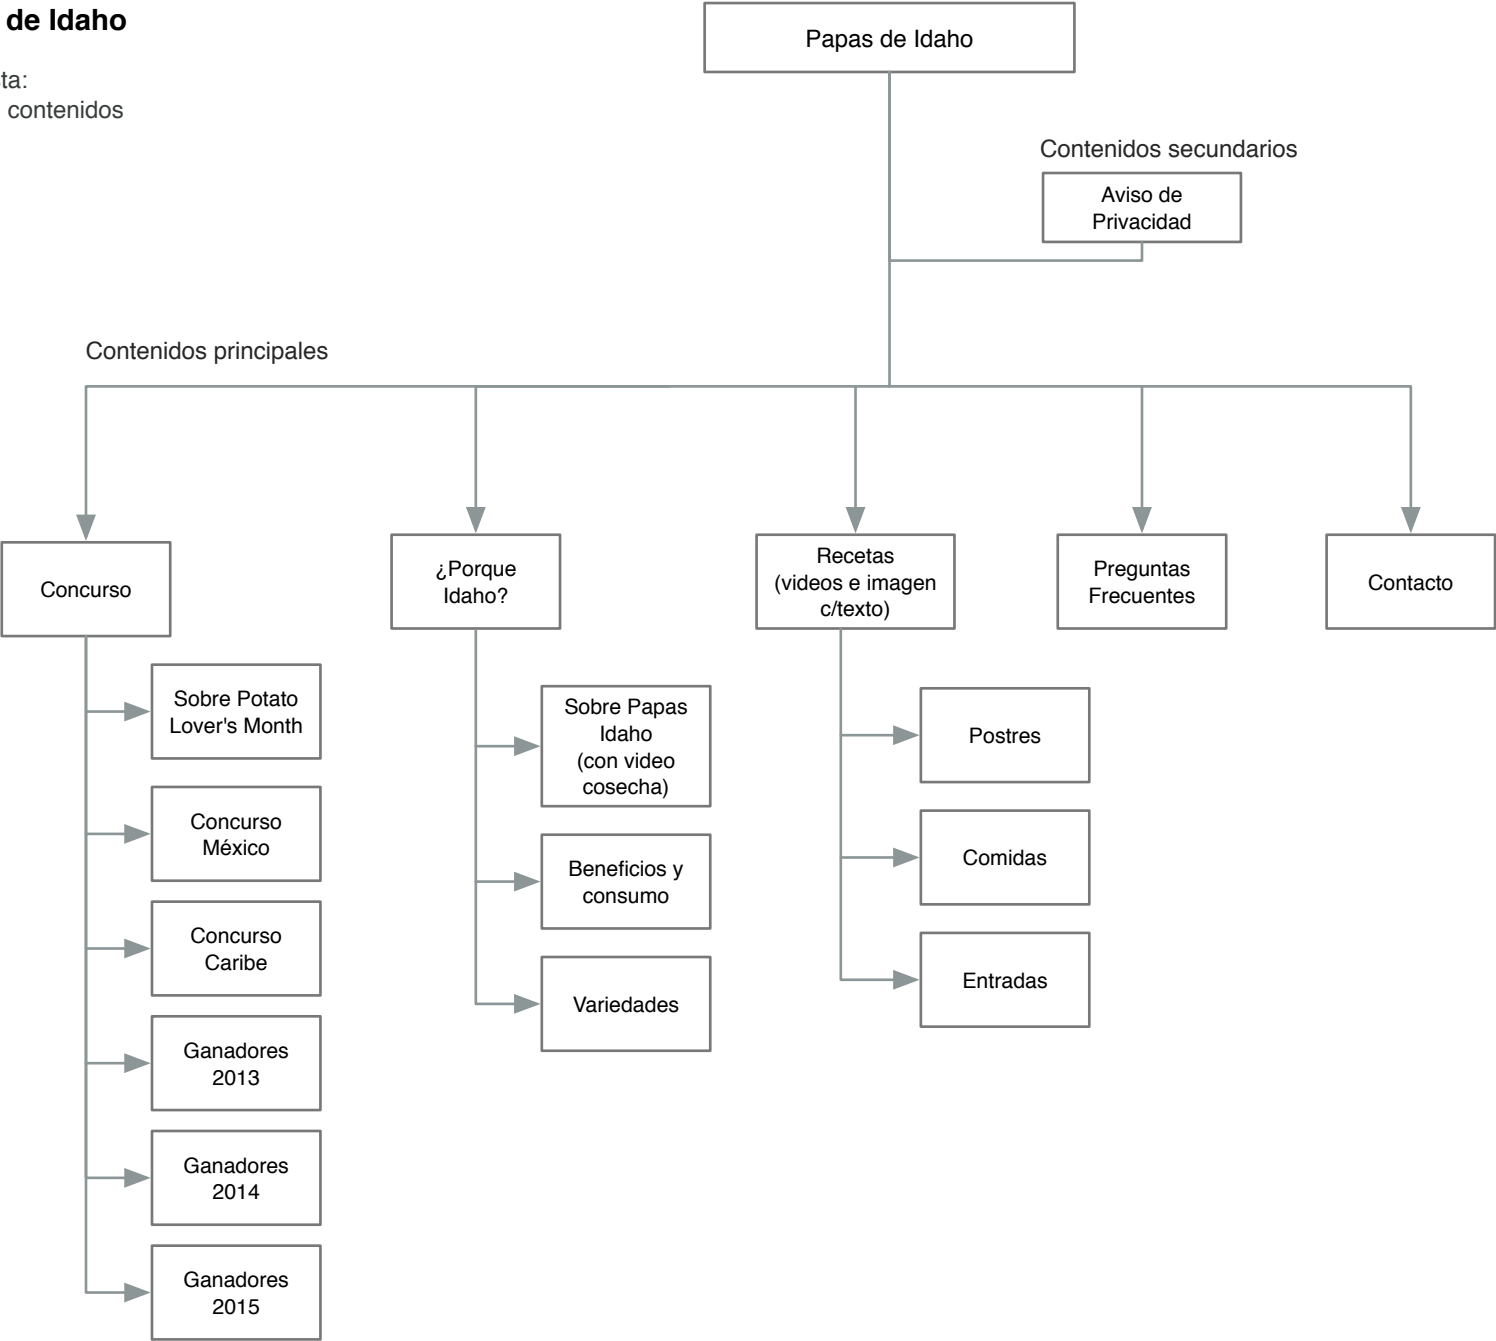 de Idaho
ta:
contenidos
Papas de Idaho
Contenidos secundarios
Aviso de
Privacidad
Contenidos principales
Concurso
Sobre Potato
Lover's Month
Concurso
México
Concurso
Caribe
Ganadores
2013
Ganadores
2014
Ganadores
2015
¿Porque
Idaho?
Sobre Papas
Idaho
(con video
cosecha)
Beneficios y
consumo
Variedades
Recetas
(videos e imagen
c/texto)
Postres
Comidas
Entradas
Preguntas
Frecuentes
Contacto